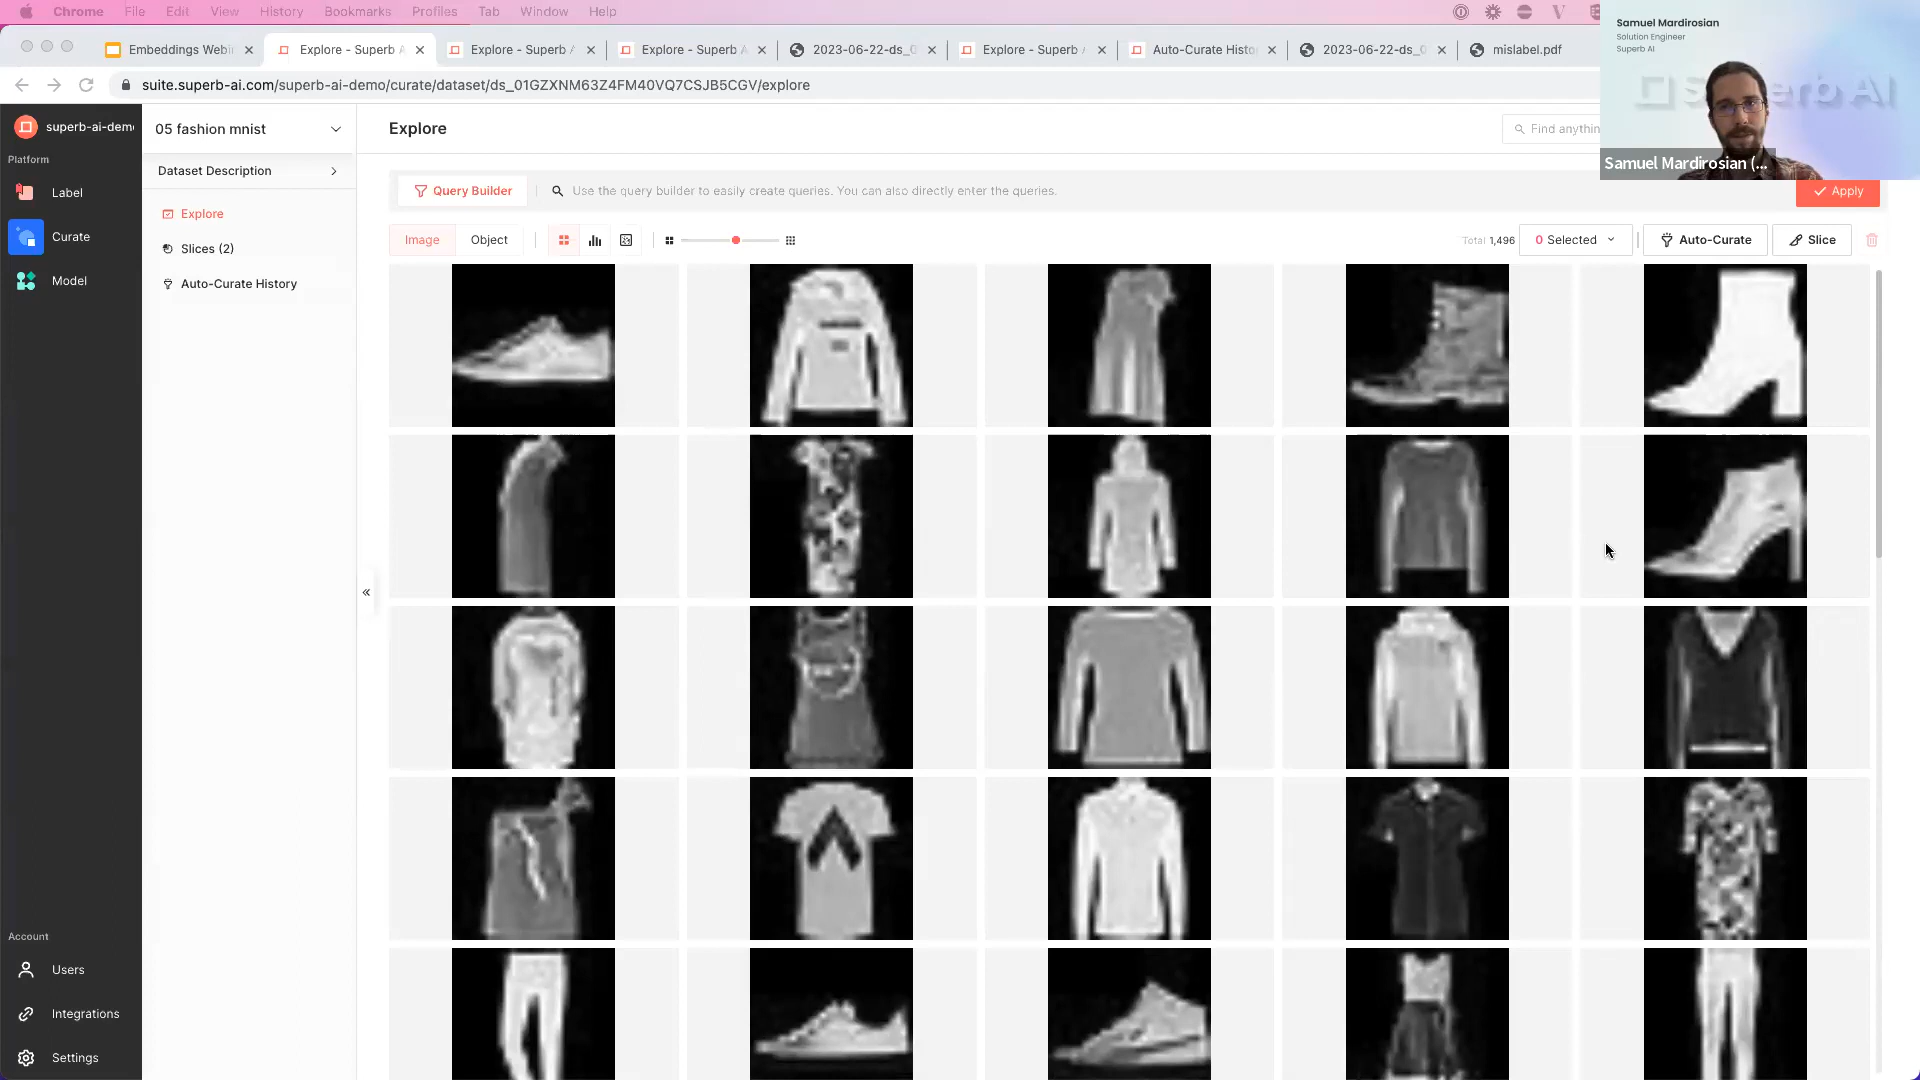 Chrome File Edit View History Bookmarks Profiles Tab Window Help
Embeddings Webi
Explore - Superb A
Explore - Superb A
Explore - Superb A
2023-06-22-ds_0
Explore - Superb A
Auto-Curate Histo
2023-06-22-ds_0
mislabel.pdf
suite.superb-ai.com/superb-ai-demo/curate/dataset/ds_01GZXNM63Z4FM40VQ7CSJB5CGV/explore
Samuel Mardirosian
Solution Engineer
Superb AI
Superb AI
Samuel Mardirosian (...
superb-ai-demo
Platform
Label
Curate
Model
Account
Users
Integrations
Settings
05 fashion mnist
Dataset Description
Explore
Slices (2)
Auto-Curate History
Explore
Find anythin
Query Builder
Use the query builder to easily create queries. You can also directly enter the queries.
Apply
Image Object
Total 1,496
0 Selected
Auto-Curate
Slice